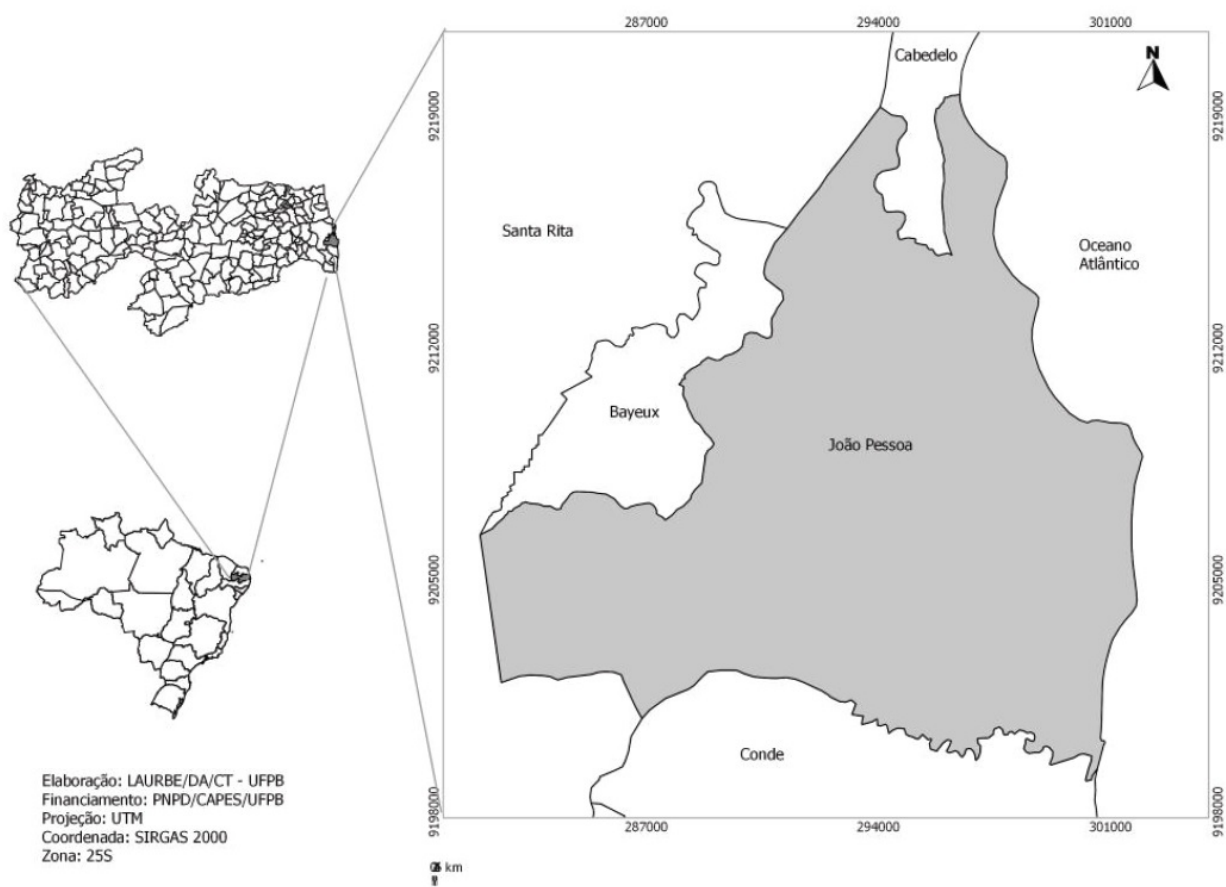 287000
294000
301000
Cabedelo
N
9219000
9219000
Santa Rita
Oceano
Atlântico
9212000
9212000
Bayeux
João Pessoa
9205000
9205000
Conde
Elaboração: LAURBE/DA/CT - UFPB
Financiamento: PNPD/CAPES/UFPB
Projeção: UTM
Coordenada: SIRGAS 2000
Zona: 25S
9198000
9198000
287000
294000
301000
km